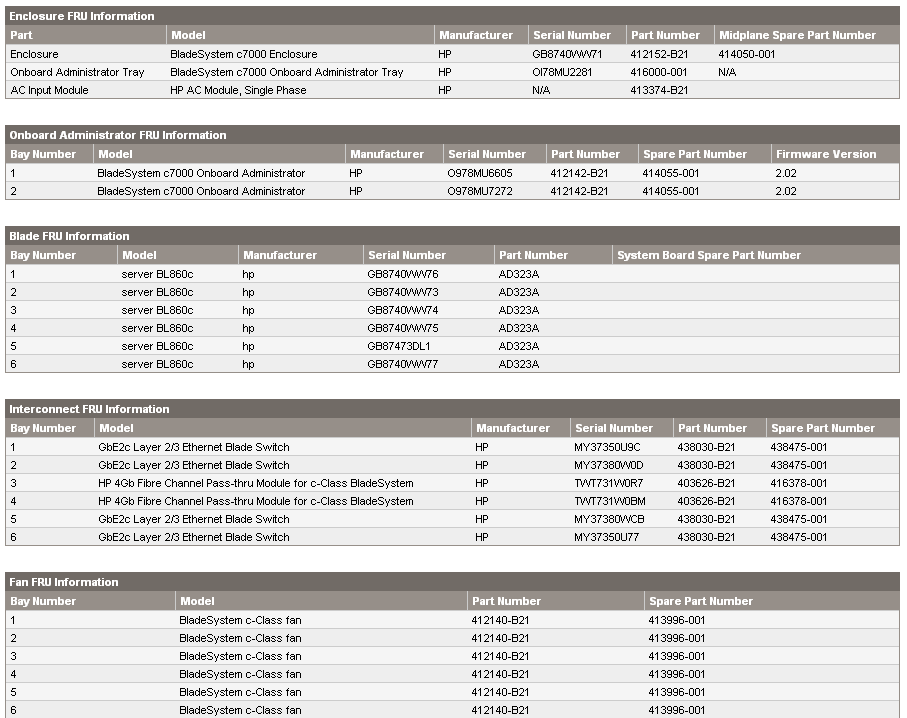 Enclosure FRU Information
Part Model Manufacturer Serial Number Part Number Midplane Spare Part Number
Enclosure BladeSystem c7000 Enclosure HP GB8740WW71 412152-B21 414050-001
Onboard Administrator Tray BladeSystem c7000 Onboard Administrator Tray HP OI78MU2281 416000-001 N/A
AC Input Module HP AC Module, Single Phase HP N/A 413374-B21
Onboard Administrator FRU Information
Bay Number Model Manufacturer Serial Number Part Number Spare Part Number Firmware Version
1 BladeSystem c7000 Onboard Administrator HP O978MU6605 412142-B21 414055-001 2.02
2 BladeSystem c7000 Onboard Administrator HP O978MU7272 412142-B21 414055-001 2.02
Blade FRU Information
Bay Number Model Manufacturer Serial Number Part Number System Board Spare Part Number
1 server BL860c hp GB8740WW76 AD323A
2 server BL860c hp GB8740WW73 AD323A
3 server BL860c hp GB8740WW74 AD323A
4 server BL860c hp GB8740WW75 AD323A
5 server BL860c hp GB87473DL1 AD323A
6 server BL860c hp GB8740WW77 AD323A
Interconnect FRU Information
Bay Number Model Manufacturer Serial Number Part Number Spare Part Number
1 GbE2c Layer 2/3 Ethernet Blade Switch HP MY37350U9C 438030-B21 438475-001
2 GbE2c Layer 2/3 Ethernet Blade Switch HP MY37380W0D 438030-B21 438475-001
3 HP 4Gb Fibre Channel Pass-thru Module for c-Class BladeSystem HP TWT731W0R7 403626-B21 416378-001
4 HP 4Gb Fibre Channel Pass-thru Module for c-Class BladeSystem HP TWT731W0BM 403626-B21 416378-001
5 GbE2c Layer 2/3 Ethernet Blade Switch HP MY37380WCB 438030-B21 438475-001
6 GbE2c Layer 2/3 Ethernet Blade Switch HP MY37350U77 438030-B21 438475-001
Fan FRU Information
Bay Number Model Part Number Spare Part Number
1 BladeSystem c-Class fan 412140-B21 413996-001
2 BladeSystem c-Class fan 412140-B21 413996-001
3 BladeSystem c-Class fan 412140-B21 413996-001
4 BladeSystem c-Class fan 412140-B21 413996-001
5 BladeSystem c-Class fan 412140-B21 413996-001
6 BladeSystem c-Class fan 412140-B21 413996-001